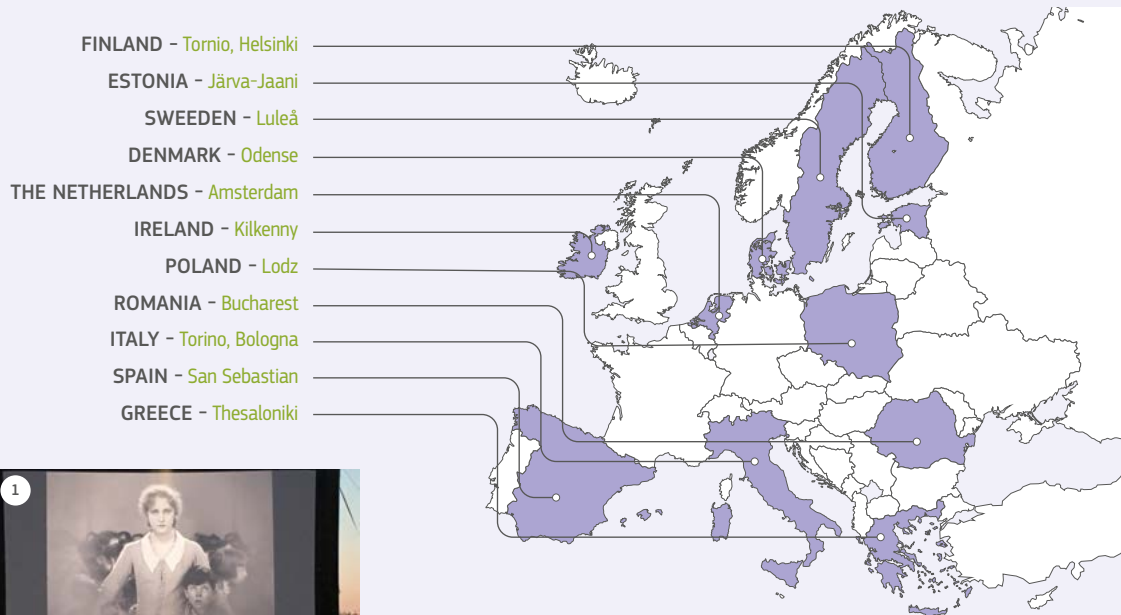 FINLAND - Tornio, Helsinki
ESTONIA - Järva-Jaani
SWEEDEN - Luleå
DENMARK - Odense
THE NETHERLANDS - Amsterdam
IRELAND - Kilkenny
POLAND - Lodz
ROMANIA - Bucharest
ITALY - Torino, Bologna
SPAIN - San Sebastian
GREECE - Thesaloniki
1